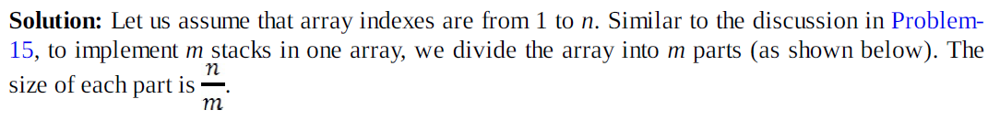 Solution: Let us assume that array indexes are from 1 to n. Similar to the discussion in Problem-
15, to implement m stacks in one array, we divide the array into m parts (as shown below). The
size of each part is n/m.